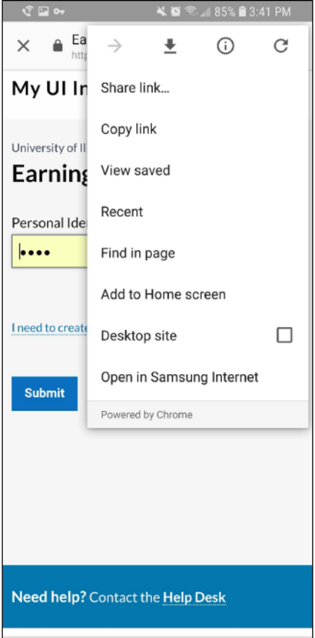 85% 3:41 PM
Ea
http
My UI In
Share link...
Copy link
University of Il
View saved
Earning
Recent
Personal Ide
Find in page
Add to Home screen
I need to create
Desktop site
Open in Samsung Internet
Submit
Powered by Chrome
Need help? Contact the Help Desk